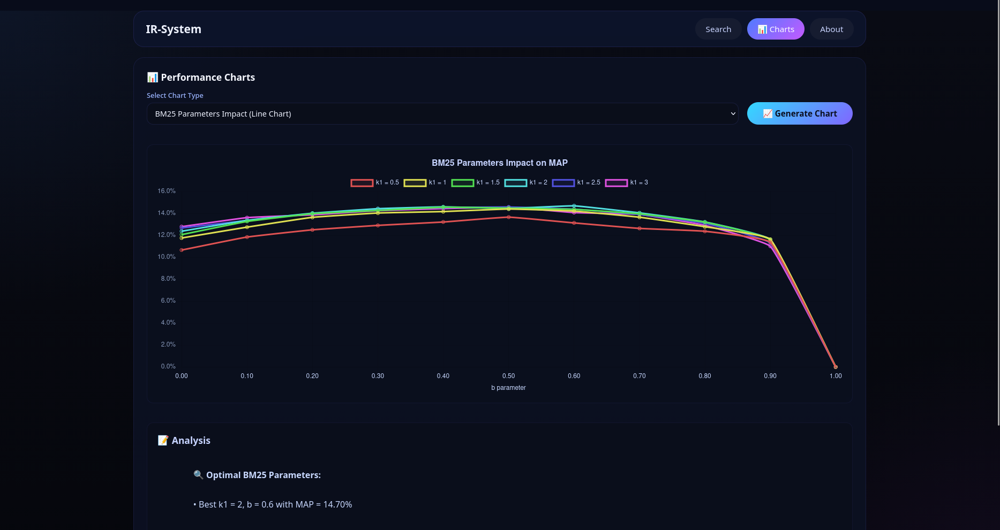 IR-System
Search
📊 Charts
About
📊 Performance Charts
Select Chart Type
BM25 Parameters Impact (Line Chart)
📈 Generate Chart
BM25 Parameters Impact on MAP
k1 = 0.5 k1 = 1 k1 = 1.5 k1 = 2 k1 = 2.5 k1 = 3
16.0%
14.0%
12.0%
10.0%
8.0%
6.0%
4.0%
2.0%
0.0%
0.00 0.10 0.20 0.30 0.40 0.50 0.60 0.70 0.80 0.90 1.00
b parameter
📝 Analysis
🔍 Optimal BM25 Parameters:
• Best k1 = 2, b = 0.6 with MAP = 14.70%